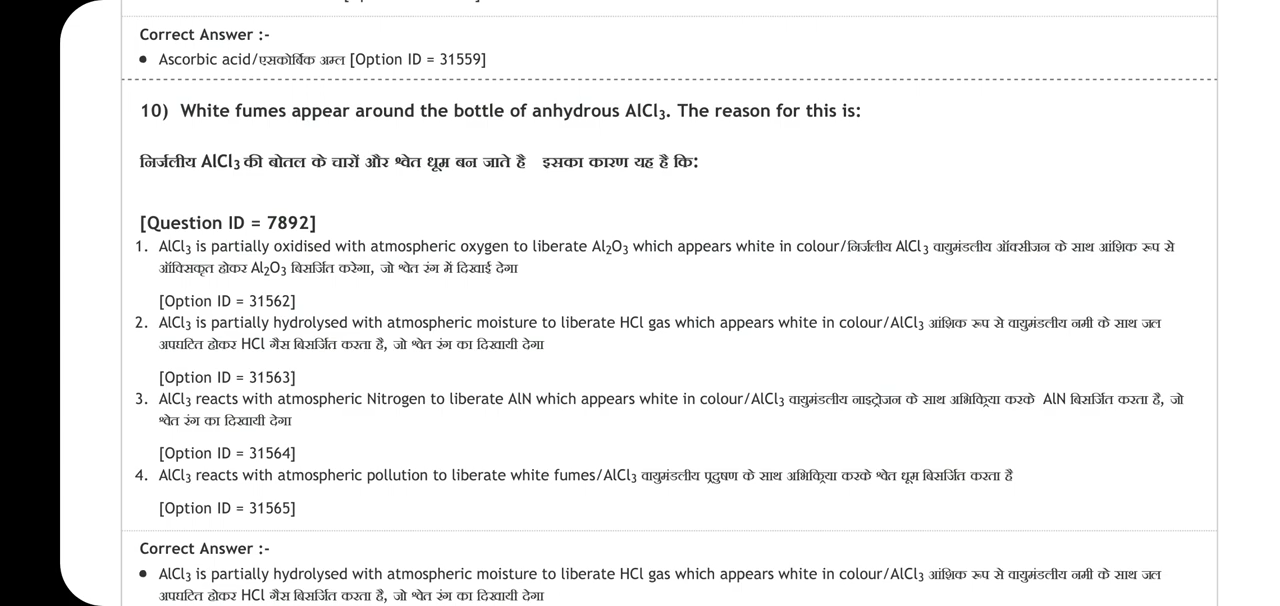 Correct Answer :-
• Ascorbic acid/एसकोर्बिक अम्ल [Option ID = 31559]
10) White fumes appear around the bottle of anhydrous AlCl₃. The reason for this is:
निर्जलीय AlCl₃ की बोतल के चारों और श्वेत धूम बन जाते है इसका कारण यह है कि:
[Question ID = 7892]
1. AlCl₃ is partially oxidised with atmospheric oxygen to liberate Al₂O₃ which appears white in colour/निर्जलीय AlCl₃ वायुमंडलीय ऑक्सीजन के साथ आंशिक रूप से
ऑक्सिकृत होकर Al₂O₃ बिसर्जित करेगा, जो श्वेत रंग में दिखाई देगा
[Option ID = 31562]
2. AlCl₃ is partially hydrolysed with atmospheric moisture to liberate HCl gas which appears white in colour/AlCl₃ आंशिक रूप से वायुमंडलीय नमी के साथ जल
अपघटित होकर HCl गैस बिसर्जित करता है, जो श्वेत रंग का दिखायी देगा
[Option ID = 31563]
3. AlCl₃ reacts with atmospheric Nitrogen to liberate AlN which appears white in colour/AlCl₃ वायुमंडलीय नाइट्रोजन के साथ अभिक्रिया करके AlN बिसर्जित करता है, जो
श्वेत रंग का दिखायी देगा
[Option ID = 31564]
4. AlCl₃ reacts with atmospheric pollution to liberate white fumes/AlCl₃ वायुमंडलीय प्रदुषण के साथ अभिक्रिया करके श्वेत धूम बिसर्जित करता है
[Option ID = 31565]
Correct Answer :-
• AlCl₃ is partially hydrolysed with atmospheric moisture to liberate HCl gas which appears white in colour/AlCl₃ आंशिक रूप से वायुमंडलीय नमी के साथ जल
अपघटित होकर HCl गैस बिसर्जित करता है, जो श्वेत रंग का दिखायी देगा